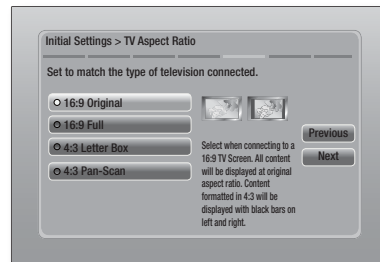 Initial Settings > TV Aspect Ratio
Set to match the type of television connected.
16:9 Original
16:9 Full
4:3 Letter Box
4:3 Pan-Scan
Select when connecting to a
16:9 TV Screen. All content
will be displayed at original
aspect ratio. Content
formatted in 4:3 will be
displayed with black bars on
left and right.
Previous
Next